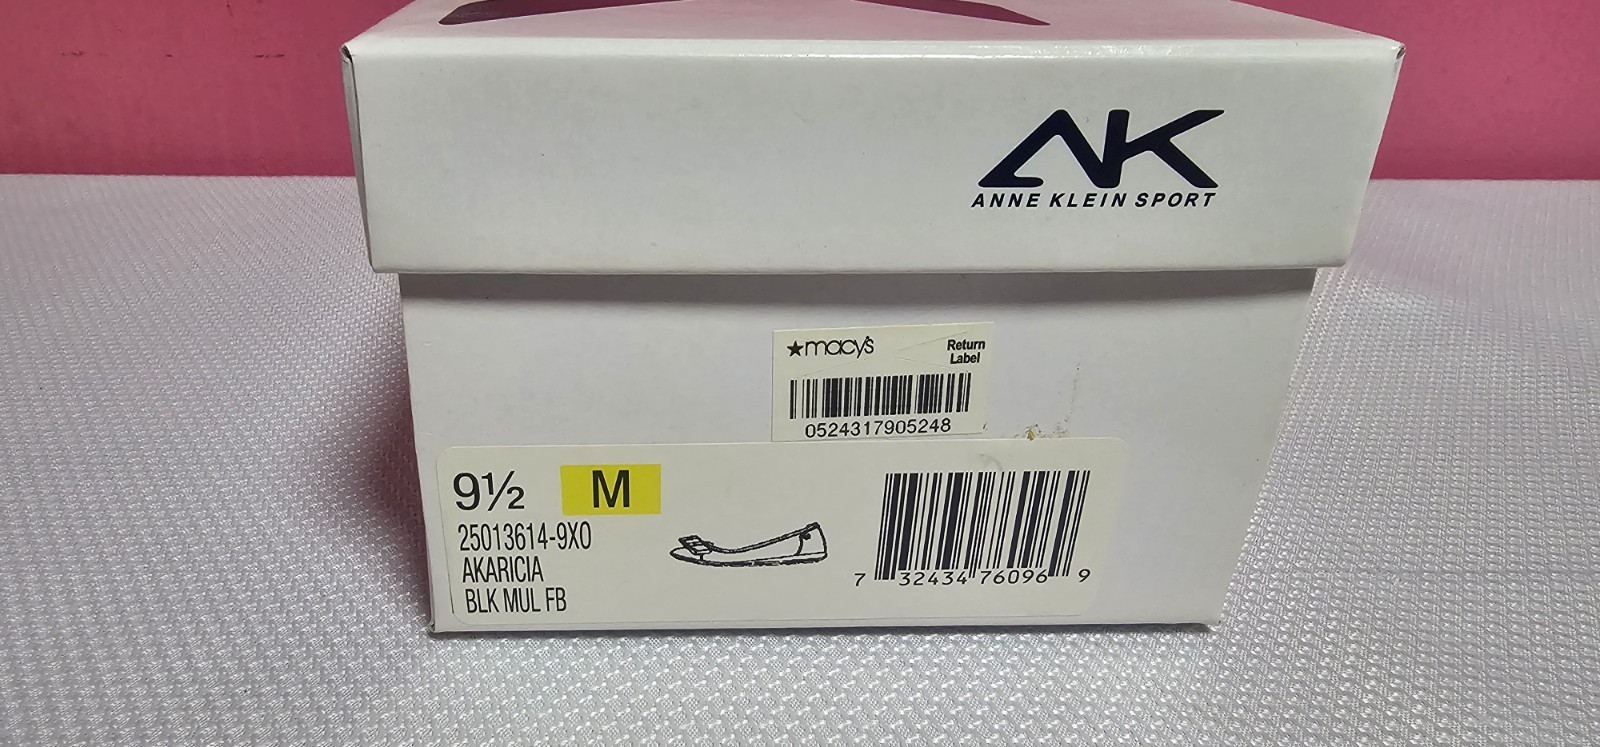 AK
ANNE KLEIN SPORT
★macy's
Return
Label
0524317905248
9½ M
25013614-9XO
AKARICIA
BLK MUL FB
7 32434 76096 9